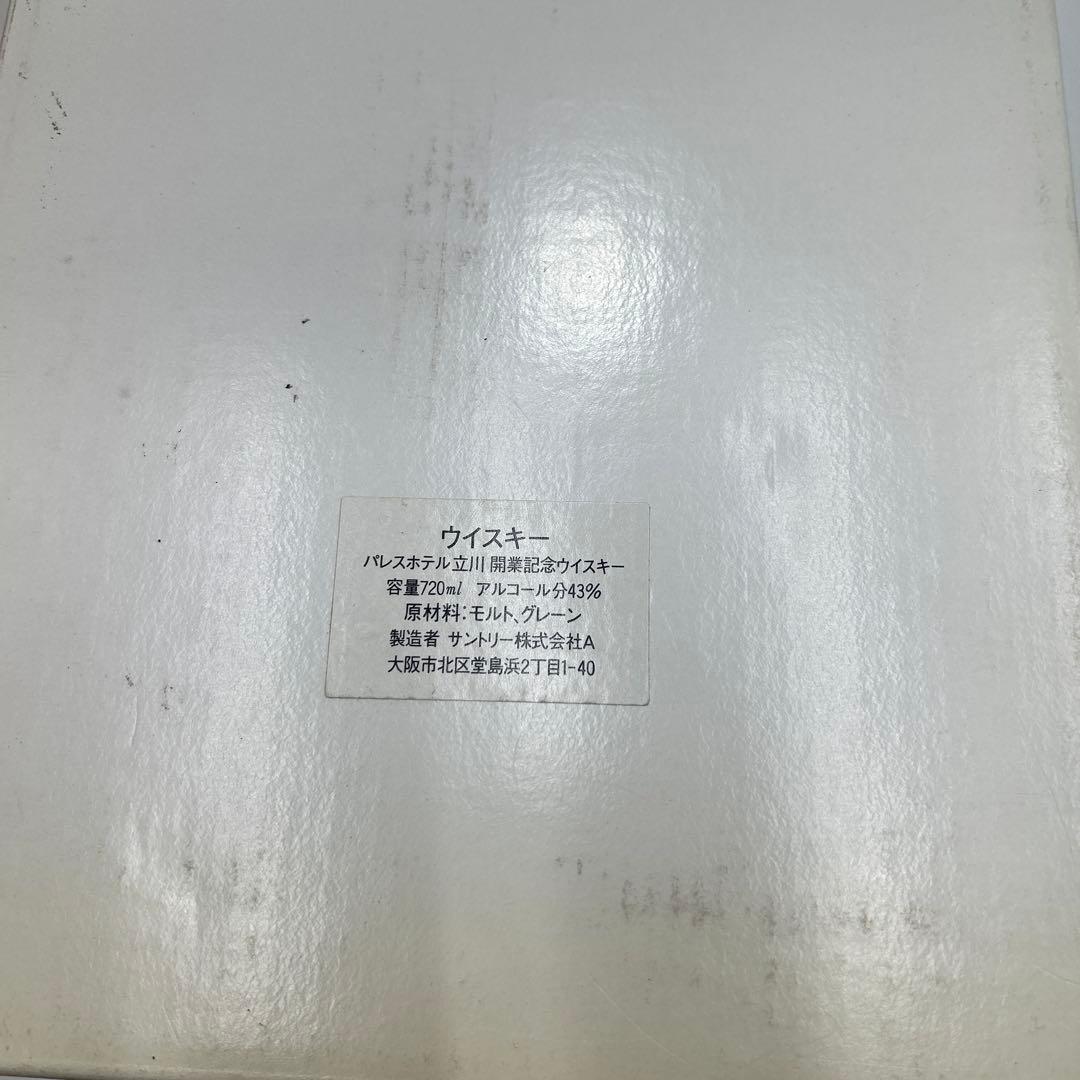 ウイスキー
パレスホテル立川 開業記念ウイスキー
容量720ml アルコール分43%
原材料:モルト、グレーン
製造者 サントリー株式会社A
大阪市北区堂島浜2丁目1-40